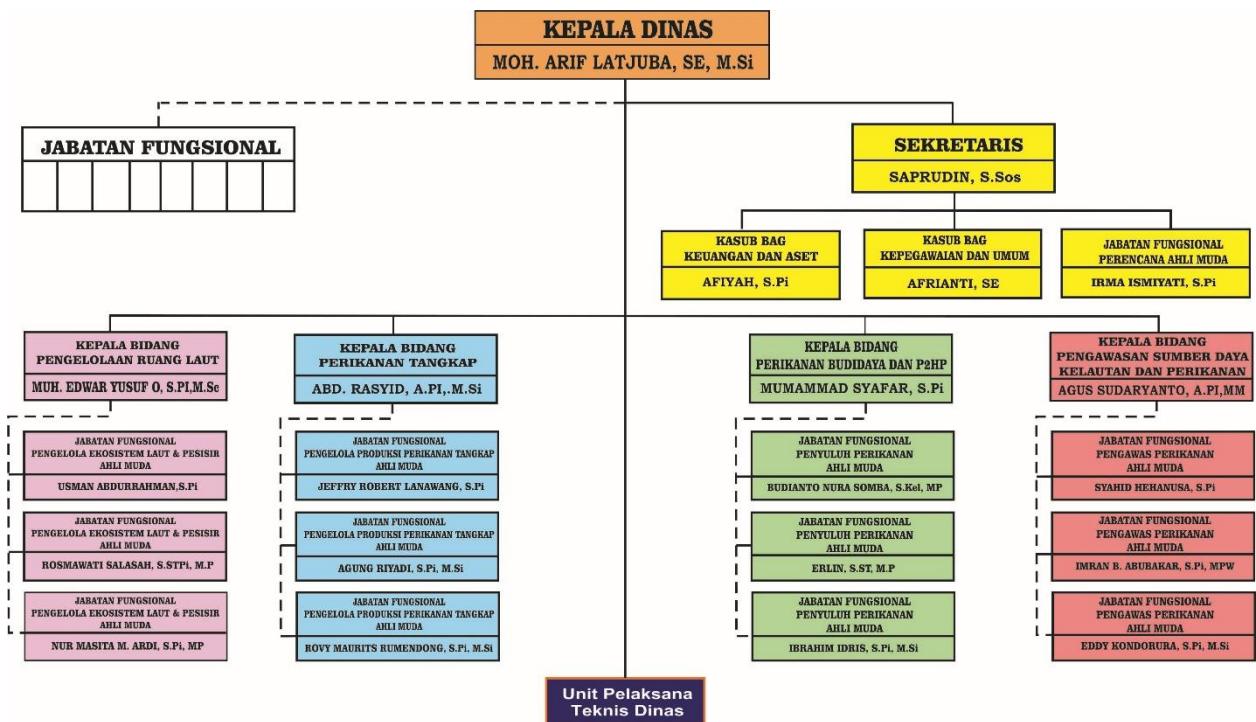 KEPALA DINAS
MOH. ARIF LATJUBA, SE, M.Si
JABATAN FUNGSIONAL
SEKRETARIS
SAPRUDIN, S.Sos
KASUB BAG
KEUANGAN DAN ASET
AFIYAH, S.Pi
KASUB BAG
KEPEGAWAIAN DAN UMUM
AFRIANTI, SE
JABATAN FUNGSIONAL
PERENCANA AHLI MUDA
IRMA ISMIYATI, S.Pi
KEPALA BIDANG
PENGELOLAAN RUANG LAUT
MUH. EDWAR YUSUF O, S.PI,M.Sc
JABATAN FUNGSIONAL
PENGELOLA EKOSISTEM LAUT & PESISIR
AHLI MUDA
USMAN ABDURRAHMAN,S.Pi
JABATAN FUNGSIONAL
PENGELOLA EKOSISTEM LAUT & PESISIR
AHLI MUDA
ROSMAWATI SALASAH, S.STPi, M.P
JABATAN FUNGSIONAL
PENGELOLA EKOSISTEM LAUT & PESISIR
AHLI MUDA
NUR MASITA M. ARDI, S.Pi, MP
KEPALA BIDANG
PERIKANAN TANGKAP
ABD. RASYID, A.PI,.M.Si
JABATAN FUNGSIONAL
PENGELOLA PRODUKSI PERIKANAN TANGKAP
AHLI MUDA
JEFFRY ROBERT LANAWANG, S.Pi
JABATAN FUNGSIONAL
PENGELOLA PRODUKSI PERIKANAN TANGKAP
AHLI MUDA
AGUNG RIYADI, S.Pi, M.Si
JABATAN FUNGSIONAL
PENGELOLA PRODUKSI PERIKANAN TANGKAP
AHLI MUDA
ROVY MAURITS RUMENDONG, S.Pi, M.Si
KEPALA BIDANG
PERIKANAN BUDIDAYA DAN P2HP
MUMAMMAD SYAFAR, S.Pi
JABATAN FUNGSIONAL
PENYULUH PERIKANAN
AHLI MUDA
BUDIANTO NURA SOMBA, S.Kel, MP
JABATAN FUNGSIONAL
PENYULUH PERIKANAN
AHLI MUDA
ERLIN, S.ST, M.P
JABATAN FUNGSIONAL
PENYULUH PERIKANAN
AHLI MUDA
IBRAHIM IDRIS, S.Pi, M.Si
KEPALA BIDANG
PENGAWASAN SUMBER DAYA
KELAUTAN DAN PERIKANAN
AGUS SUDARYANTO, A.PI,MM
JABATAN FUNGSIONAL
PENGAWAS PERIKANAN
AHLI MUDA
SYAHID HEHANUSA, S.Pi
JABATAN FUNGSIONAL
PENGAWAS PERIKANAN
AHLI MUDA
IMRAN B. ABUBAKAR, S.Pi, MPW
JABATAN FUNGSIONAL
PENGAWAS PERIKANAN
AHLI MUDA
EDDY KONDORURA, S.Pi, M.Si
Unit Pelaksana
Teknis Dinas